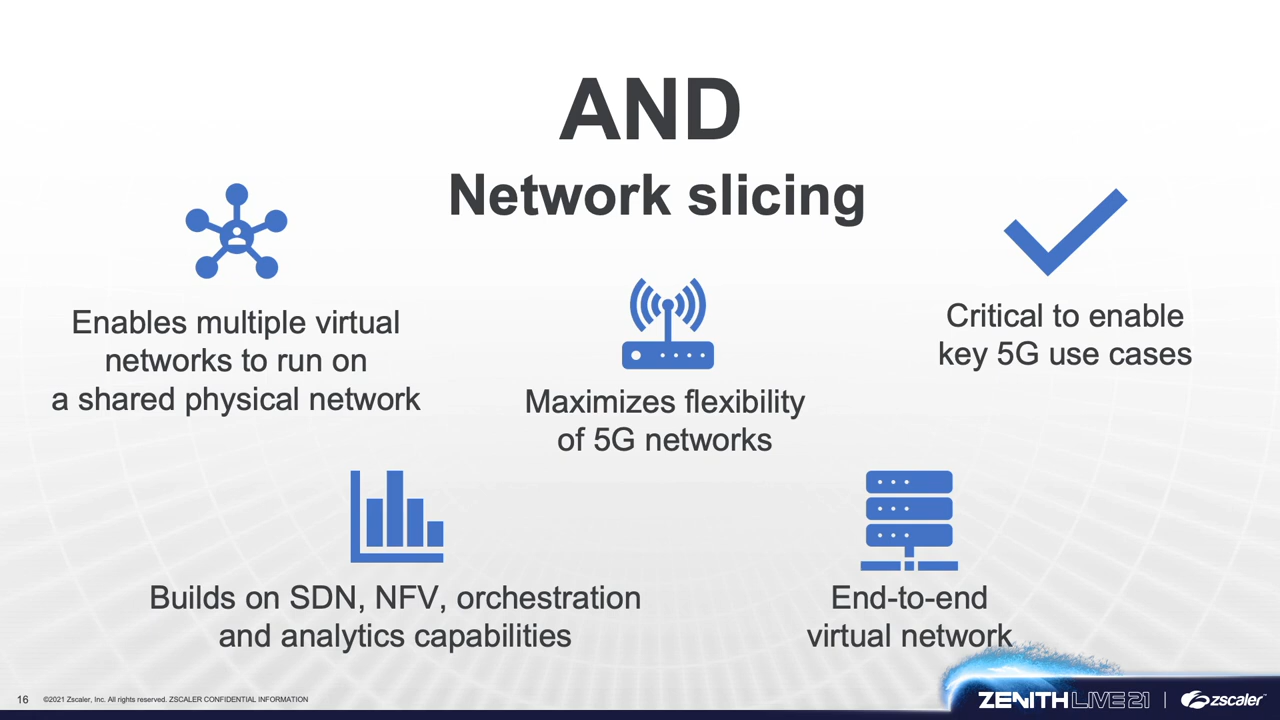 AND
Network slicing
Enables multiple virtual
networks to run on
a shared physical network
Maximizes flexibility
of 5G networks
Critical to enable
key 5G use cases
Builds on SDN, NFV, orchestration
and analytics capabilities
End-to-end
virtual network
16 ©2021 Zscaler, Inc. All rights reserved. ZSCALER CONFIDENTIAL INFORMATION
ZENITH LIVE 21 | zscaler™